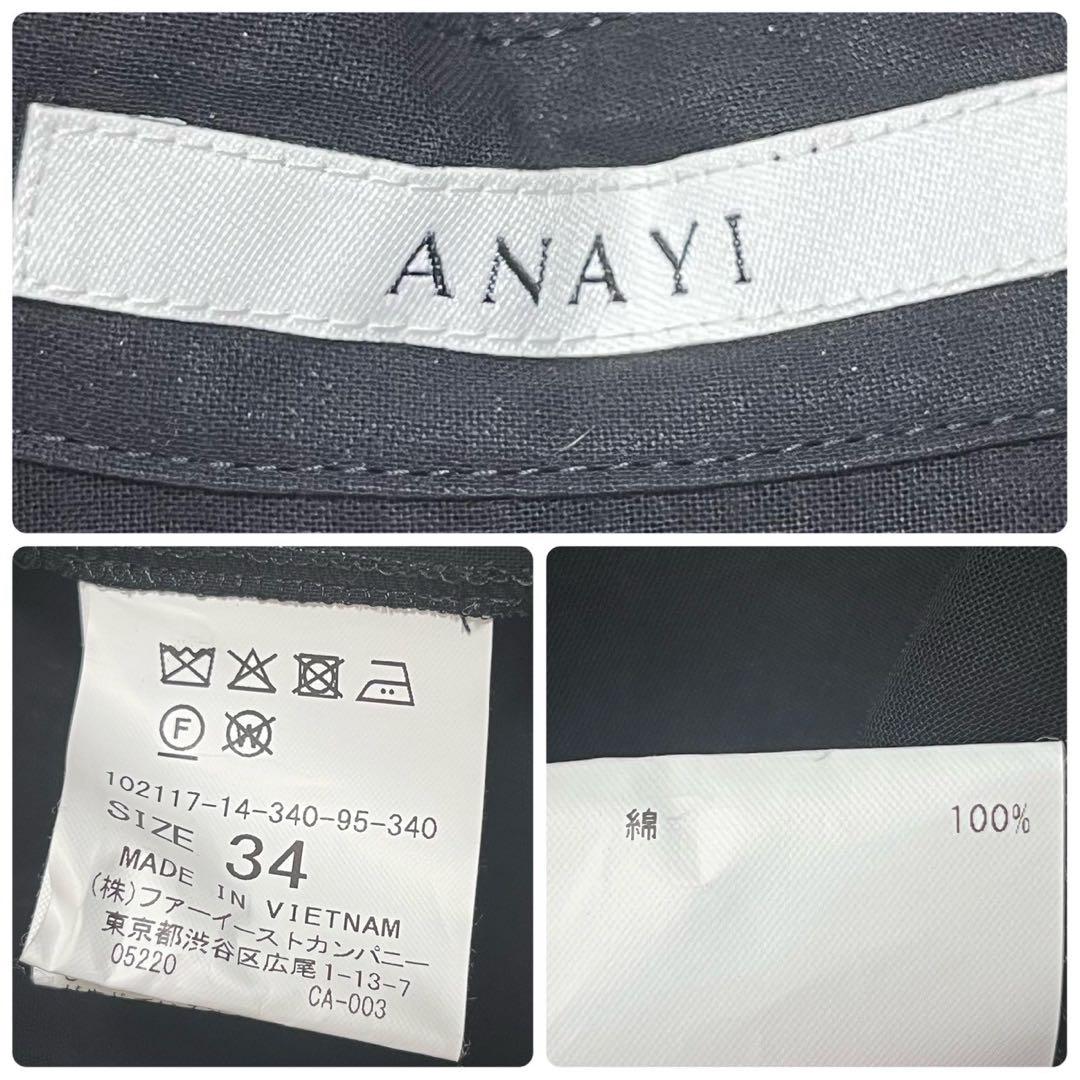 ANAYI
F
W
102117-14-340-95-340
SIZE 34
MADE IN VIETNAM
(株)ファーイーストカンパニー
東京都渋谷区広尾1-13-7
05220 CA-003
綿 100%